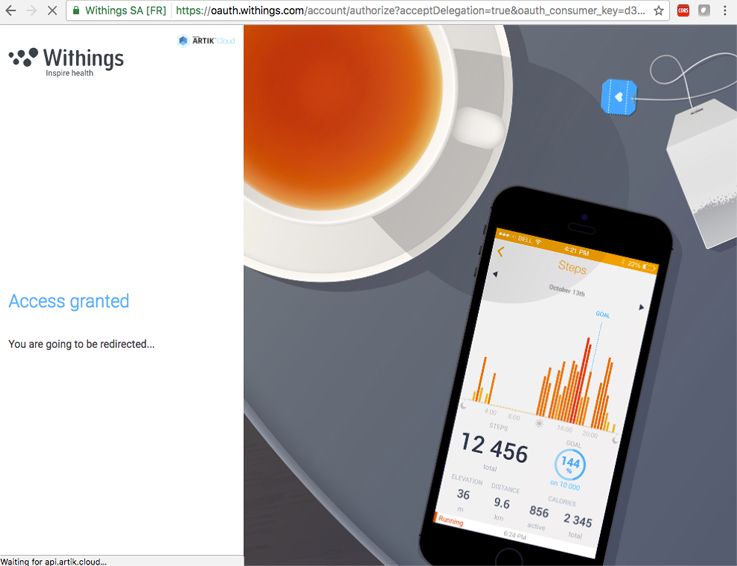 Withings SA [FR]
https://oauth.withings.com/account/authorize?acceptDelegation=true&oauth_consumer_key=d3...
CORS
Withings
Inspire health
ARTIK Cloud
Access granted
You are going to be redirected...
Waiting for api.artik.cloud...
BELL 4:21 PM 22%
Steps
October 13th
GOAL
4:00 8:00 16:00 20:00
STEPS
12 456
total
GOAL
144
%
on 10 000
ELEVATION DISTANCE CALORIES
36 9.6 856 2 345
m km active total
Running
6:24 PM